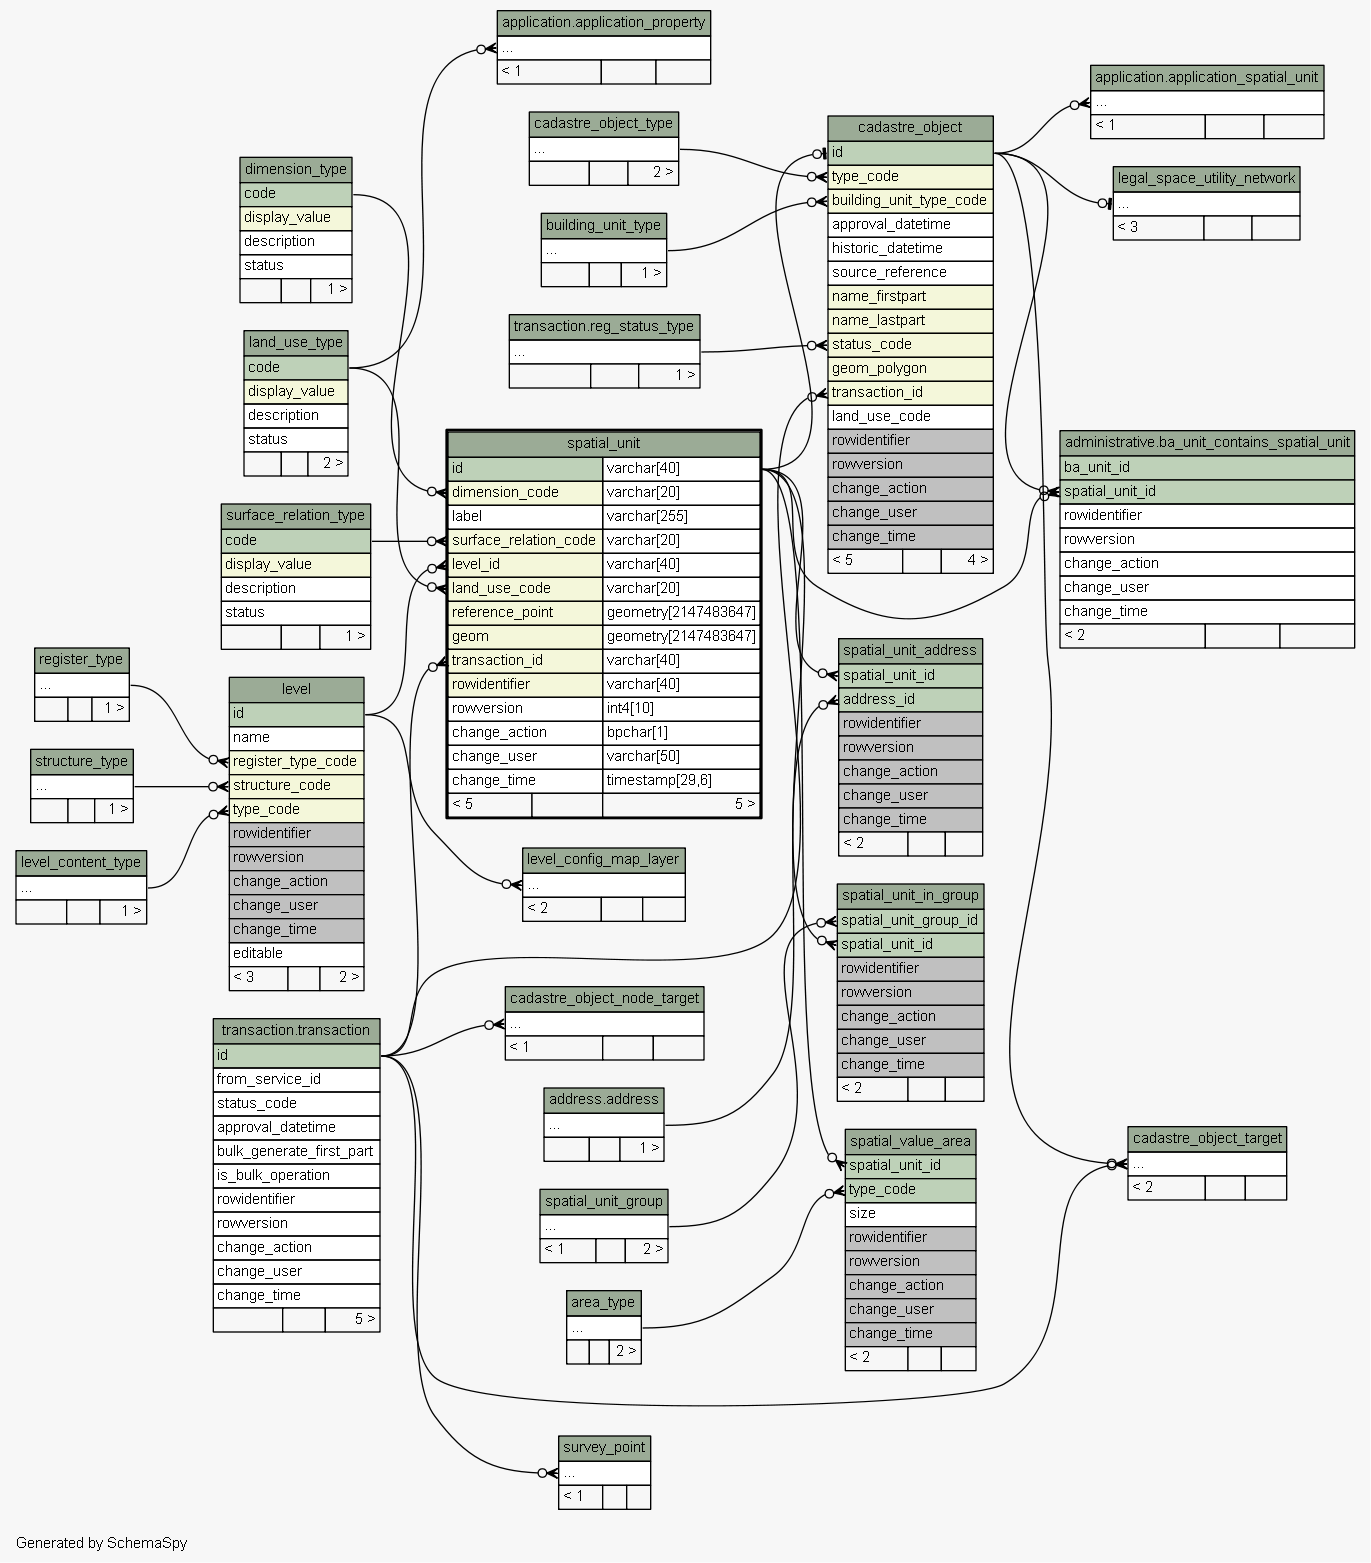 application.application_property
...
< 1
application.application_spatial_unit
...
< 1
cadastre_object_type
...
2 >
cadastre_object
id
type_code
building_unit_type_code
approval_datetime
historic_datetime
source_reference
name_firstpart
name_lastpart
status_code
geom_polygon
transaction_id
land_use_code
rowidentifier
rowversion
change_action
change_user
change_time
< 5 4 >
legal_space_utility_network
...
< 3
dimension_type
code
display_value
description
status
1 >
building_unit_type
...
1 >
transaction.reg_status_type
...
1 >
land_use_type
code
display_value
description
status
2 >
spatial_unit
id varchar[40]
dimension_code varchar[20]
label varchar[255]
surface_relation_code varchar[20]
level_id varchar[40]
land_use_code varchar[20]
reference_point geometry[2147483647]
geom geometry[2147483647]
transaction_id varchar[40]
rowidentifier varchar[40]
rowversion int4[10]
change_action bpchar[1]
change_user varchar[50]
change_time timestamp[29,6]
< 5 5 >
administrative.ba_unit_contains_spatial_unit
ba_unit_id
spatial_unit_id
rowidentifier
rowversion
change_action
change_user
change_time
< 2
surface_relation_type
code
display_value
description
status
1 >
spatial_unit_address
spatial_unit_id
address_id
rowidentifier
rowversion
change_action
change_user
change_time
< 2
register_type
...
1 >
structure_type
...
1 >
level_content_type
...
1 >
level
id
name
register_type_code
structure_code
type_code
rowidentifier
rowversion
change_action
change_user
change_time
editable
< 3 2 >
level_config_map_layer
...
< 2
spatial_unit_in_group
spatial_unit_group_id
spatial_unit_id
rowidentifier
rowversion
change_action
change_user
change_time
< 2
cadastre_object_node_target
...
< 1
transaction.transaction
id
from_service_id
status_code
approval_datetime
bulk_generate_first_part
is_bulk_operation
rowidentifier
rowversion
change_action
change_user
change_time
5 >
address.address
...
1 >
spatial_value_area
spatial_unit_id
type_code
size
rowidentifier
rowversion
change_action
change_user
change_time
< 2
cadastre_object_target
...
< 2
spatial_unit_group
...
< 1 2 >
area_type
...
2 >
survey_point
...
< 1
Generated by SchemaSpy